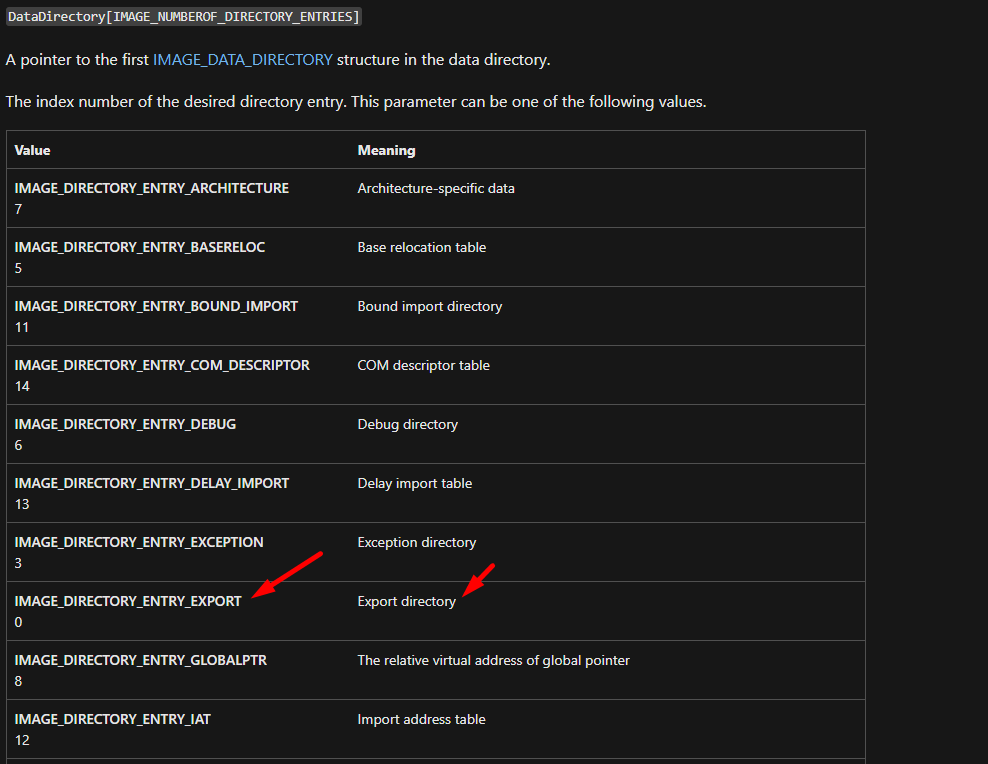 DataDirectory[IMAGE_NUMBEROF_DIRECTORY_ENTRIES]
A pointer to the first IMAGE_DATA_DIRECTORY structure in the data directory.
The index number of the desired directory entry. This parameter can be one of the following values.
Value Meaning
IMAGE_DIRECTORY_ENTRY_ARCHITECTURE Architecture-specific data
7
IMAGE_DIRECTORY_ENTRY_BASERELOC Base relocation table
5
IMAGE_DIRECTORY_ENTRY_BOUND_IMPORT Bound import directory
11
IMAGE_DIRECTORY_ENTRY_COM_DESCRIPTOR COM descriptor table
14
IMAGE_DIRECTORY_ENTRY_DEBUG Debug directory
6
IMAGE_DIRECTORY_ENTRY_DELAY_IMPORT Delay import table
13
IMAGE_DIRECTORY_ENTRY_EXCEPTION Exception directory
3
IMAGE_DIRECTORY_ENTRY_EXPORT Export directory
0
IMAGE_DIRECTORY_ENTRY_GLOBALPTR The relative virtual address of global pointer
8
IMAGE_DIRECTORY_ENTRY_IAT Import address table
12